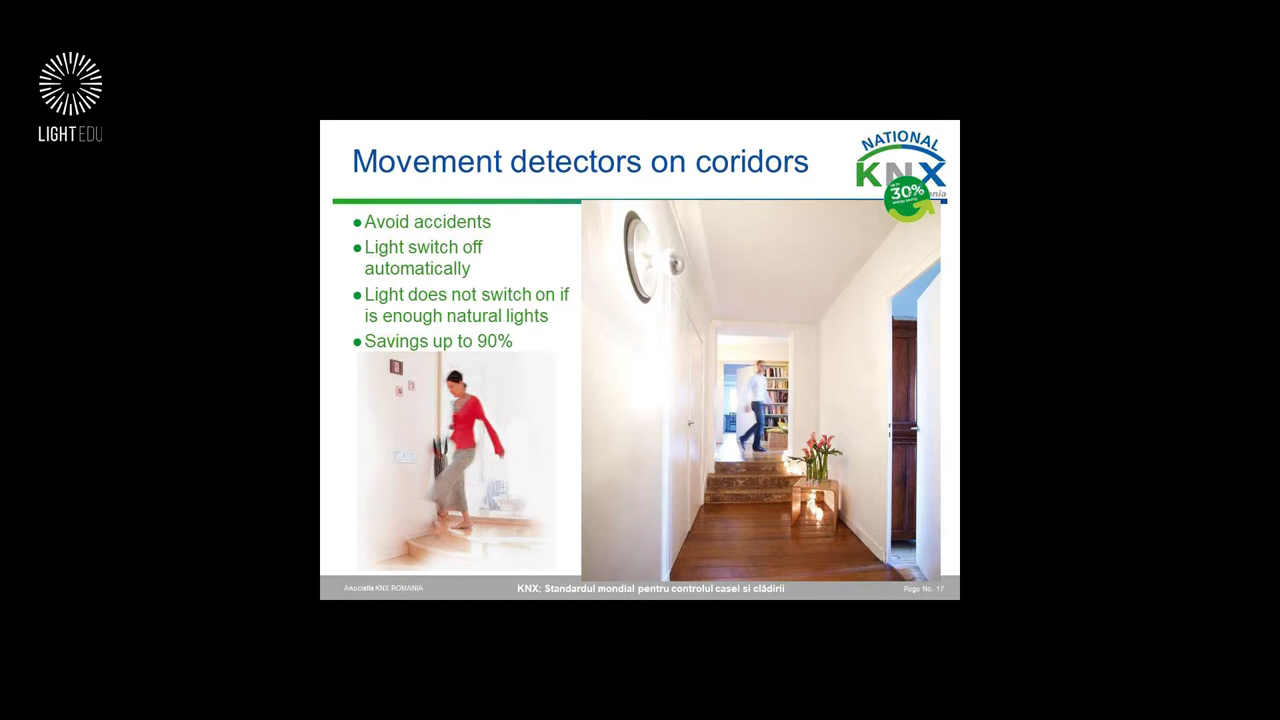 LIGHT EDU
Movement detectors on coridors
NATIONAL
KNX
30%
●Avoid accidents
●Light switch off
automatically
●Light does not switch on if
is enough natural lights
●Savings up to 90%
Asociatia KNX ROMANIA
KNX: Standardul mondial pentru controlul casei si clădirii
No. 17